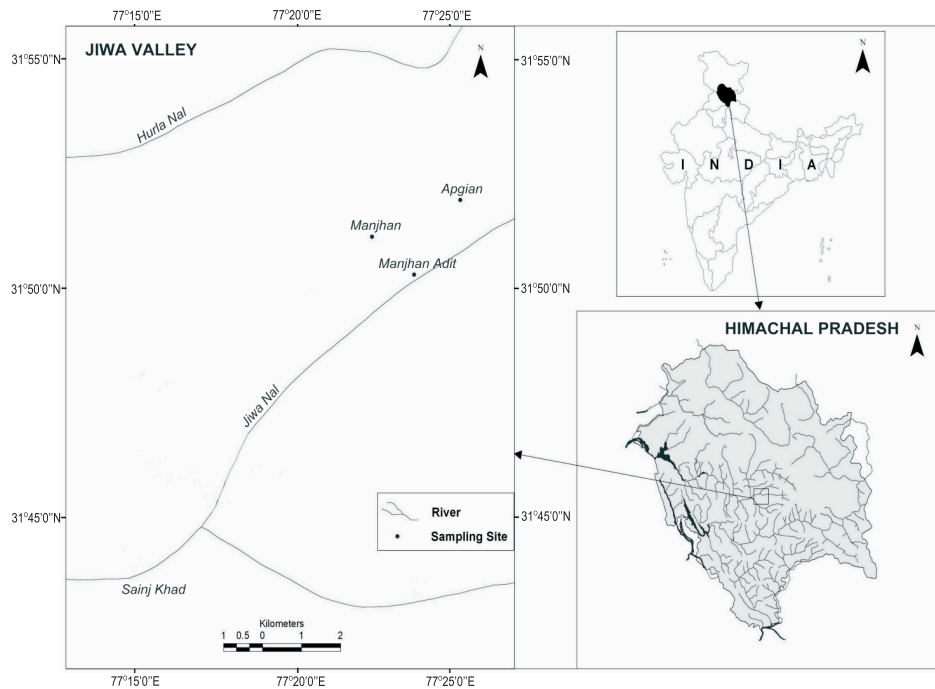 77°15'0"E 77°20'0"E 77°25'0"E
JIWA VALLEY
N
31°55'0"N 31°55'0"N
Hurla Nal
Apgian
Manjhan
Manjhan Adit
31°50'0"N 31°50'0"N
Jiwa Nal
River
Sampling Site
31°45'0"N 31°45'0"N
Sainj Khad
Kilometers
1 0.5 0 1 2
77°15'0"E 77°20'0"E 77°25'0"E
N
I N D I A
HIMACHAL PRADESH
N